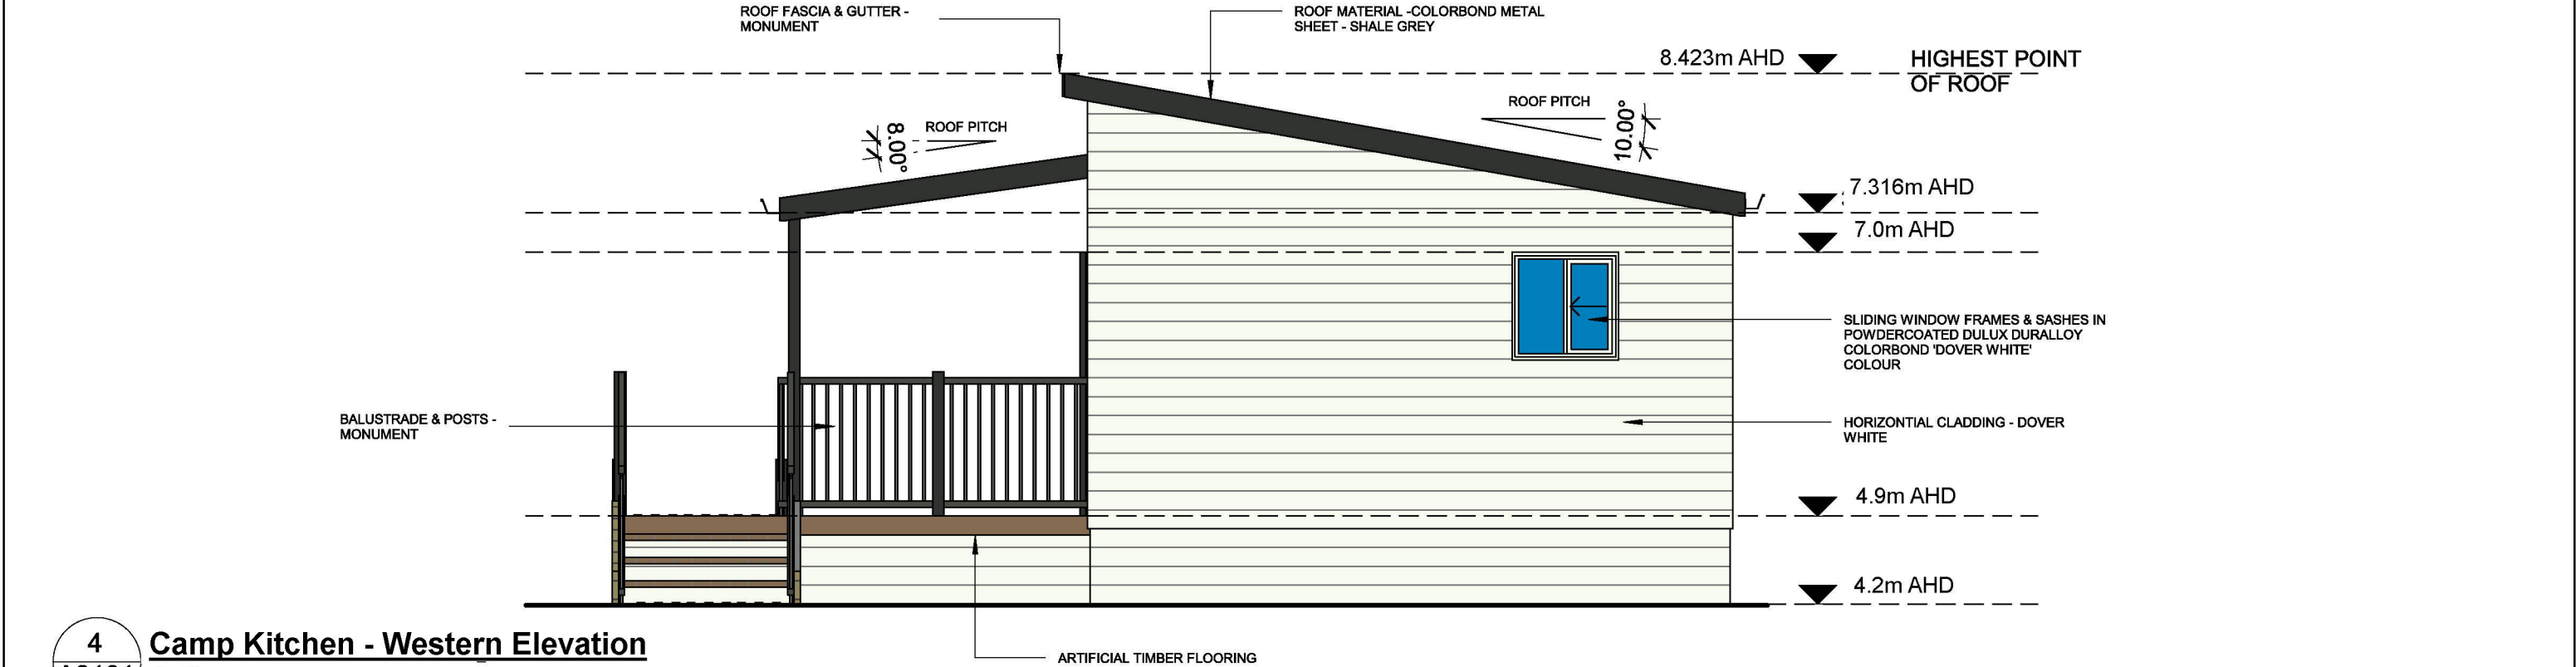 ROOF FASCIA & GUTTER -
MONUMENT
ROOF MATERIAL -COLORBOND METAL
SHEET - SHALE GREY
8.423m AHD
HIGHEST POINT
OF ROOF
8.00°
ROOF PITCH
ROOF PITCH
10.00°
7.316m AHD
7.0m AHD
SLIDING WINDOW FRAMES & SASHES IN
POWDERCOATED DULUX DURALLOY
COLORBOND 'DOVER WHITE'
COLOUR
BALUSTRADE & POSTS -
MONUMENT
HORIZONTIAL CLADDING - DOVER
WHITE
4.9m AHD
4.2m AHD
4
Camp Kitchen - Western Elevation
ARTIFICIAL TIMBER FLOORING